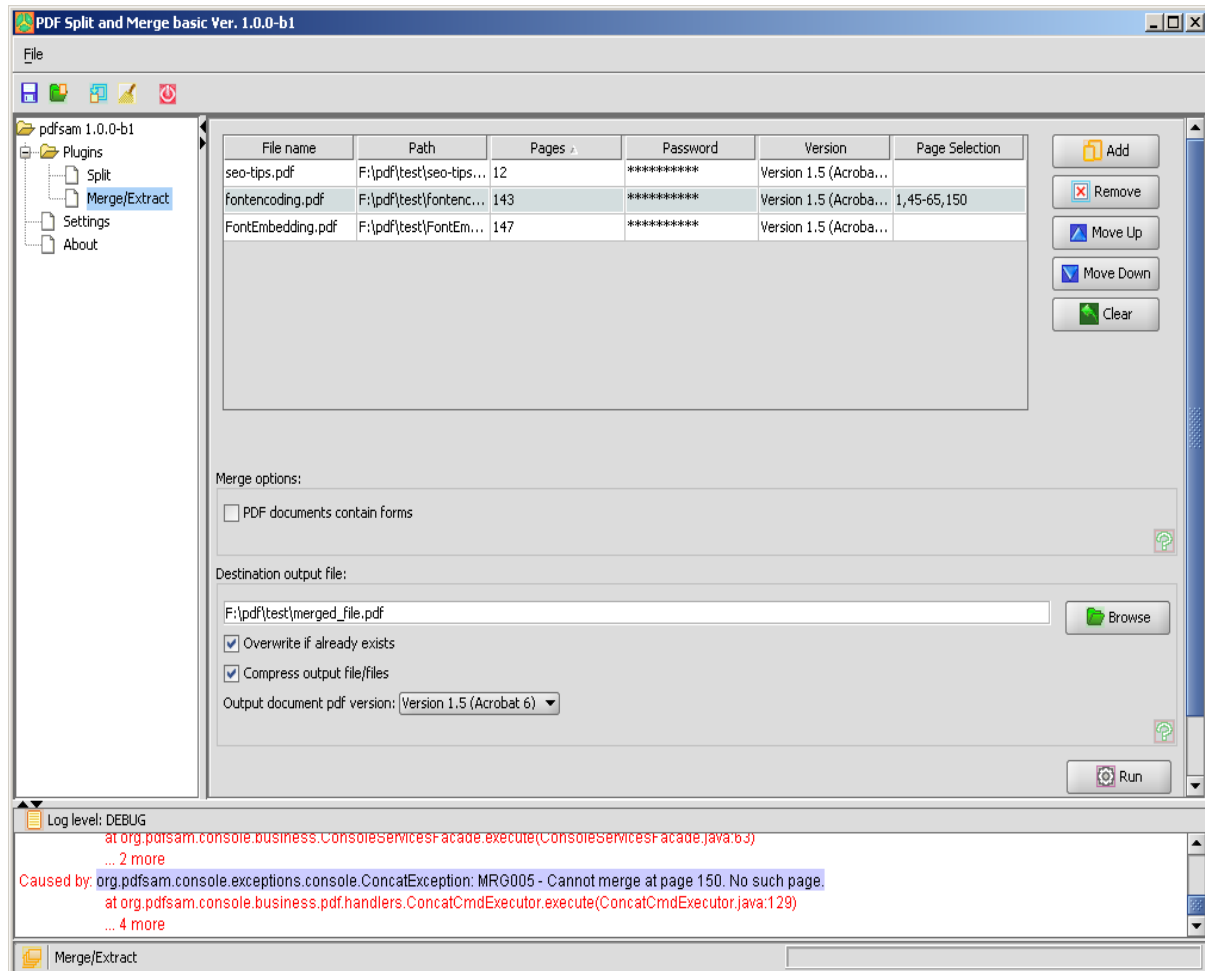 PDF Split and Merge basic Ver. 1.0.0-b1
File
pdfsam 1.0.0-b1
Plugins
Split
Merge/Extract
Settings
About
File name Path Pages Password Version Page Selection
seo-tips.pdf F:\pdf\test\seo-tips... 12 ********** Version 1.5 (Acroba...
fontencoding.pdf F:\pdf\test\fontenc... 143 ********** Version 1.5 (Acroba... 1,45-65,150
FontEmbedding.pdf F:\pdf\test\FontEm... 147 ********** Version 1.5 (Acroba...
Add
Remove
Move Up
Move Down
Clear
Merge options:
PDF documents contain forms
Destination output file:
F:\pdf\test\merged_file.pdf
Browse
Overwrite if already exists
Compress output file/files
Output document pdf version: Version 1.5 (Acrobat 6)
Run
Log level: DEBUG
at org.pdfsam.console.business.ConsoleServicesFacade.execute(ConsoleServicesFacade.java:63)
... 2 more
Caused by: org.pdfsam.console.exceptions.console.ConcatException: MRG005 - Cannot merge at page 150. No such page.
at org.pdfsam.console.business.pdf.handlers.ConcatCmdExecutor.execute(ConcatCmdExecutor.java:129)
... 4 more
Merge/Extract